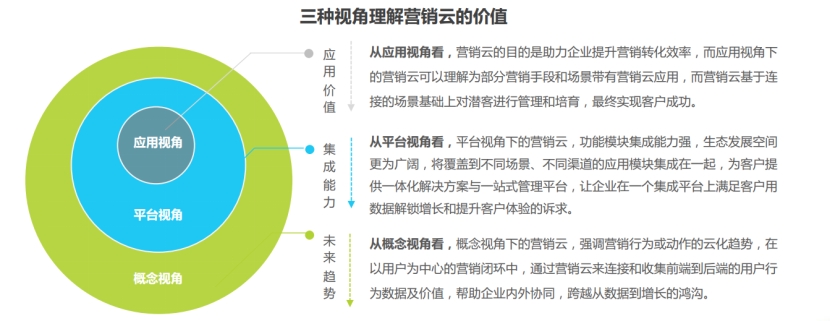 三种视角理解营销云的价值
应用视角
平台视角
概念视角
应用价值
从应用视角看，营销云的目的是助力企业提升营销转化效率，而应用视角下
的营销云可以理解为部分营销手段和场景带有营销云应用，而营销云基于连
接的场景基础上对潜客进行管理和培育，最终实现客户成功。
集成能力
从平台视角看，平台视角下的营销云，功能模块集成能力强，生态发展空间
更为广阔，将覆盖到不同场景、不同渠道的应用模块集成在一起，为客户提
供一体化解决方案与一站式管理平台，让企业在一个集成平台上满足客户用
数据解锁增长和提升客户体验的诉求。
未来趋势
从概念视角看，概念视角下的营销云，强调营销行为或动作的云化趋势，在
以用户为中心的营销闭环中，通过营销云来连接和收集前端到后端的用户行
为数据及价值，帮助企业内外协同，跨越从数据到增长的鸿沟。